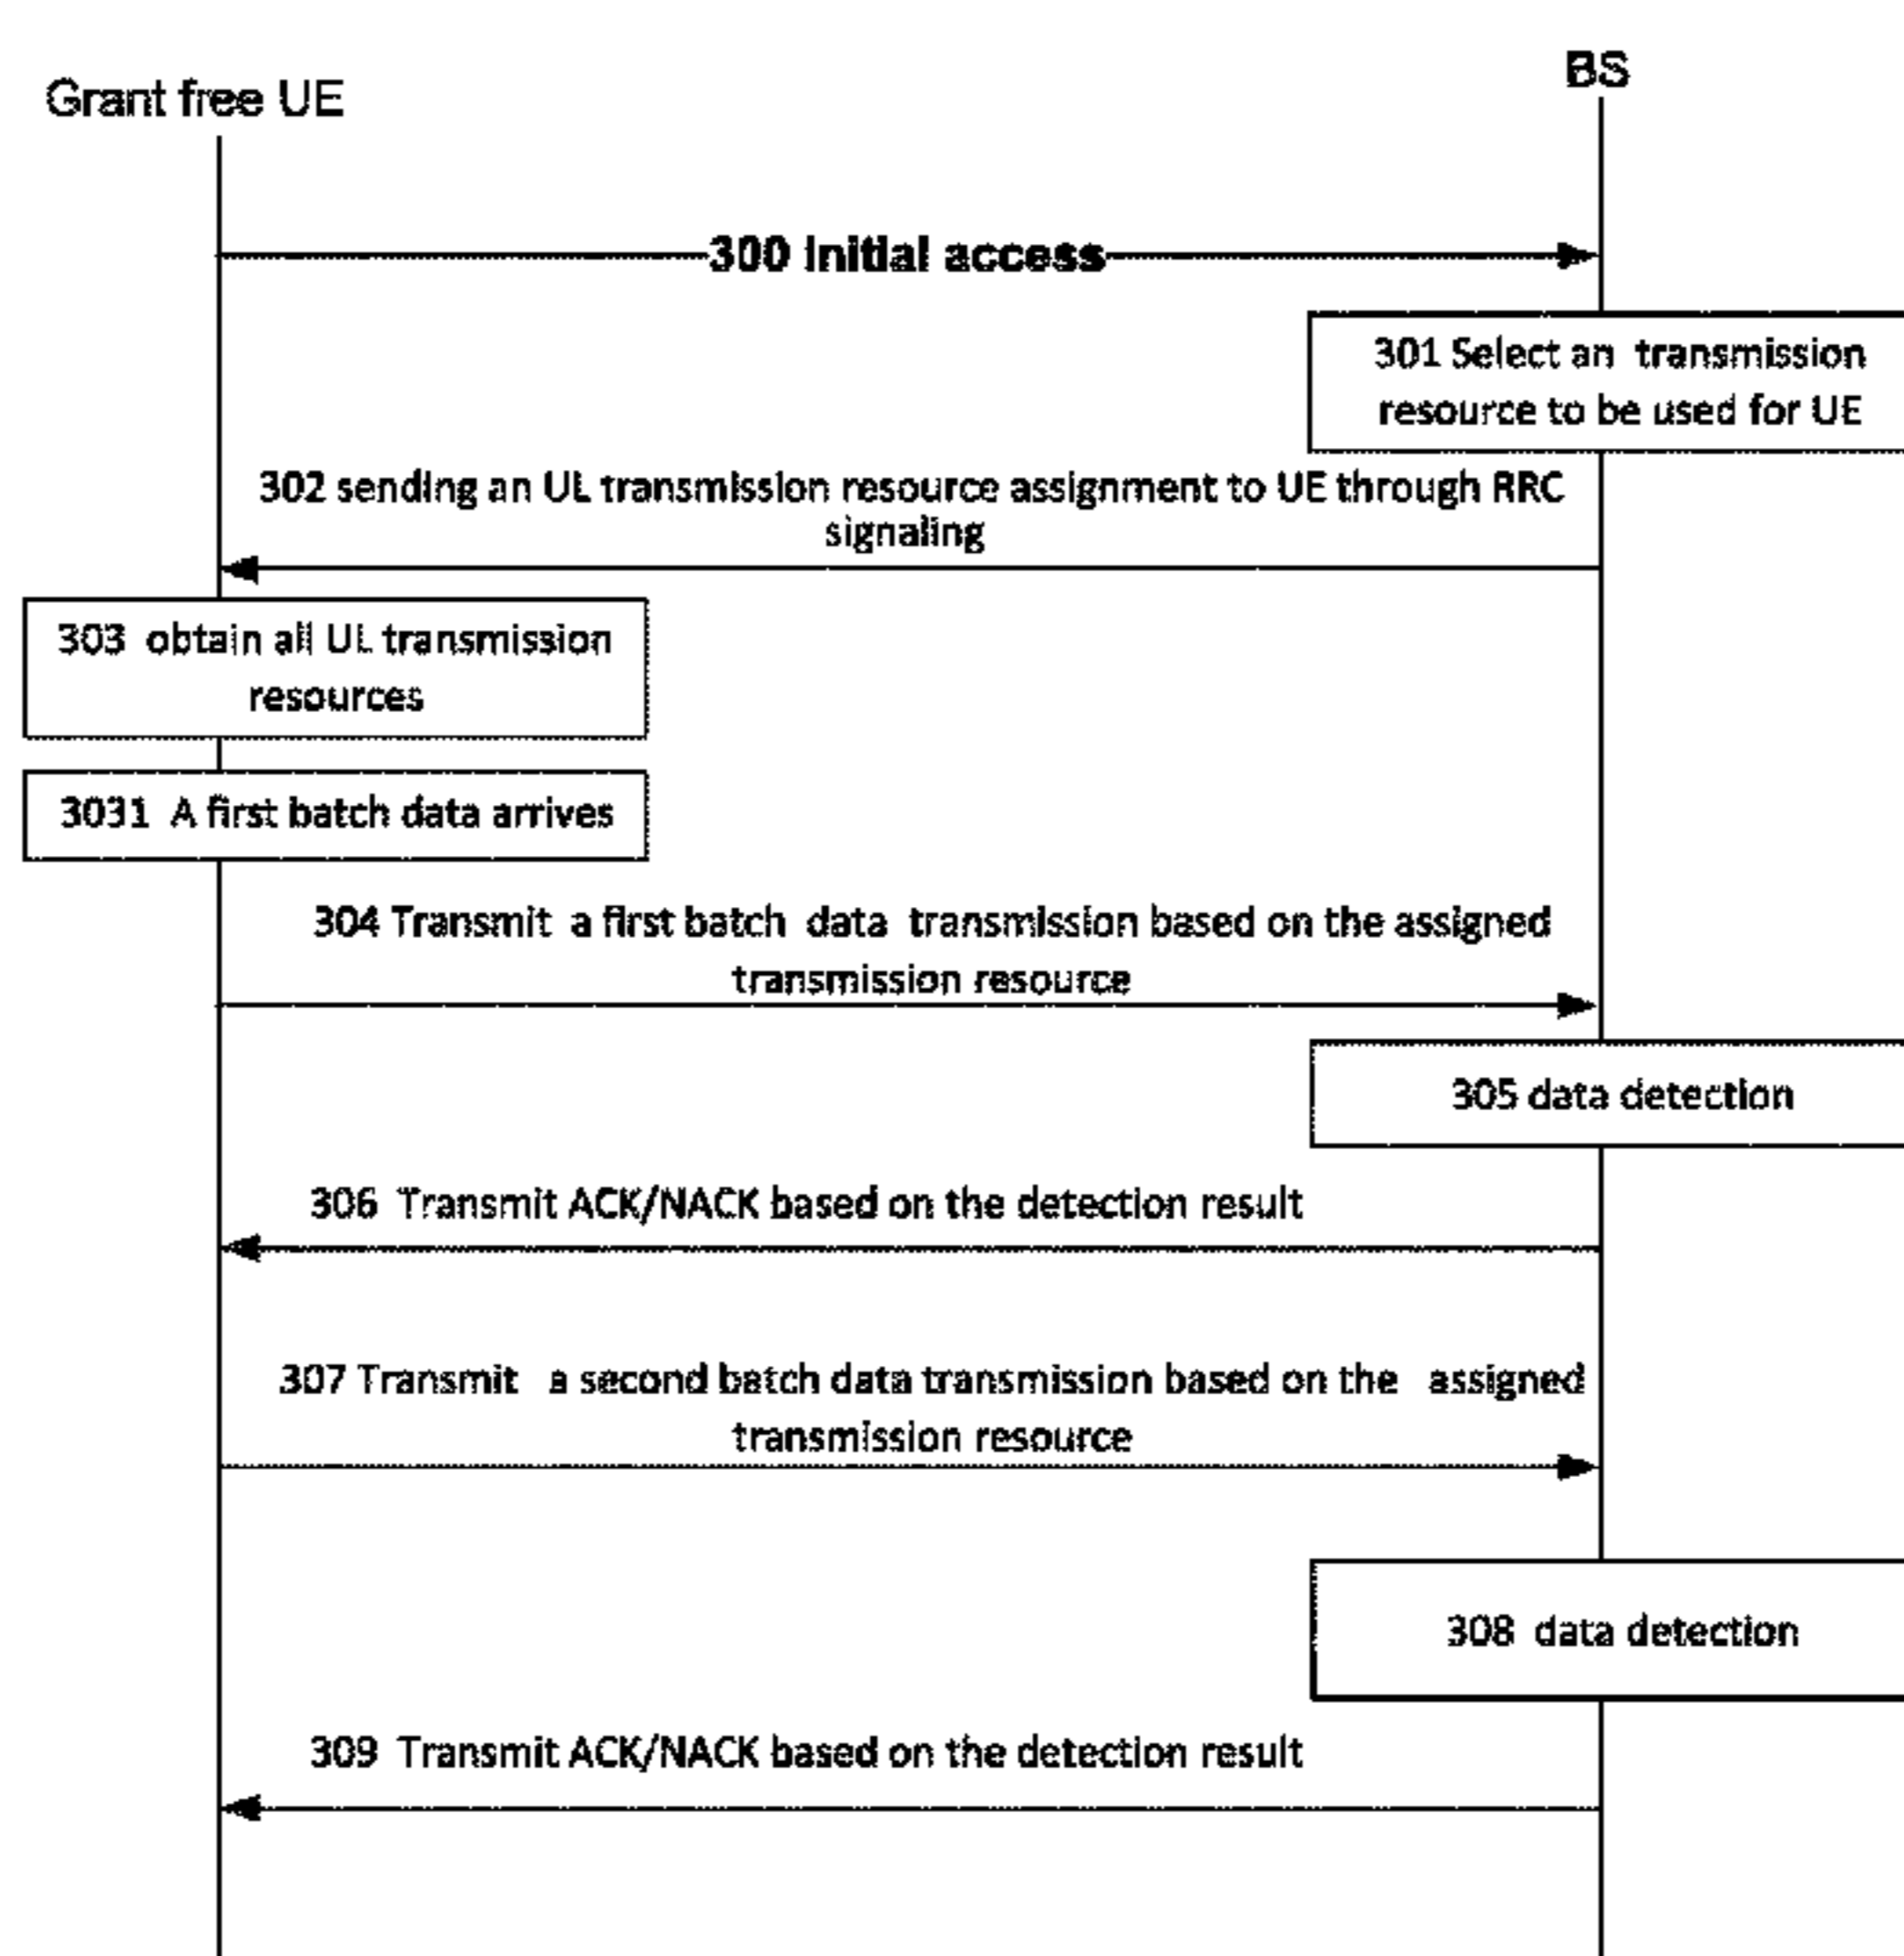 Grant free UE
BS
300 Initial access
301 Select an transmission
resource to be used for UE
302 sending an UL transmission resource assignment to UE through RRC
signaling
303 obtain all UL transmission
resources
3031 A first batch data arrives
304 Transmit a first batch data transmission based on the assigned
transmission resource
305 data detection
306 Transmit ACK/NACK based on the detection result
307 Transmit a second batch data transmission based on the assigned
transmission resource
308 data detection
309 Transmit ACK/NACK based on the detection result